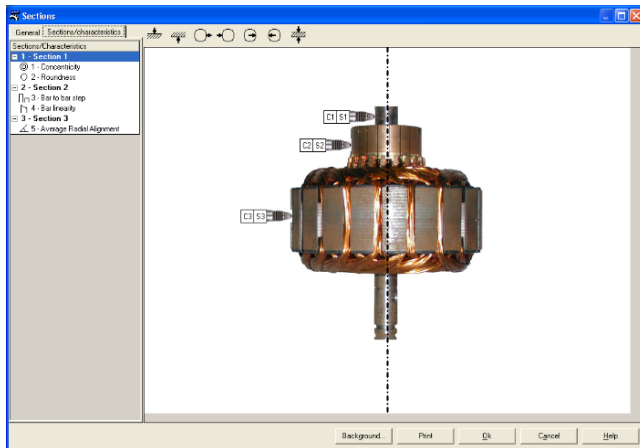 Sections
General Sections/characteristics
Sections/Characteristics
1 - Section 1
1 - Concentricity
2 - Roundness
2 - Section 2
3 - Bar to bar step
4 - Bar linearity
3 - Section 3
5 - Average Radial Alignment
C1 S1
C2 S2
C3 S3
Background... Print Ok Cancel Help